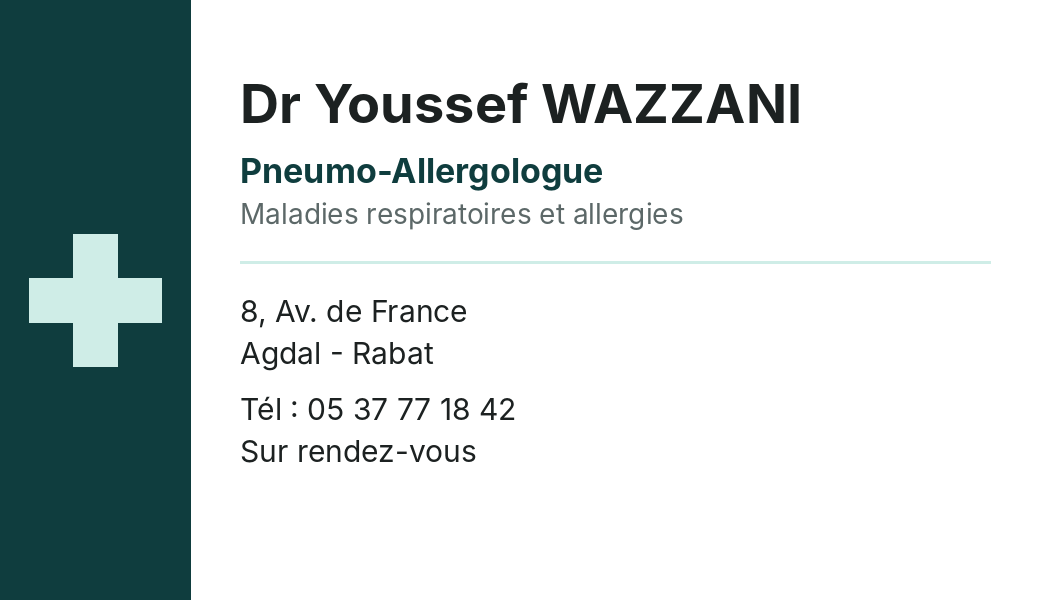 Dr Youssef WAZZANI
Pneumo-Allergologue
Maladies respiratoires et allergies
8, Av. de France
Agdal - Rabat
Tél : 05 37 77 18 42
Sur rendez-vous